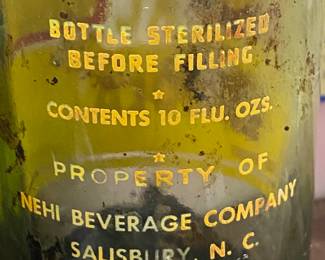 BOTTLE STERILIZED
BEFORE FILLING
CONTENTS 10 FLU. OZS.
PROPERTY OF
NEHI BEVERAGE COMPANY
SALISBURY, N. C.